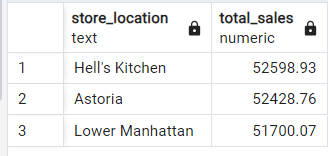 store_location total_sales
text numeric
1 Hell's Kitchen 52598.93
2 Astoria 52428.76
3 Lower Manhattan 51700.07